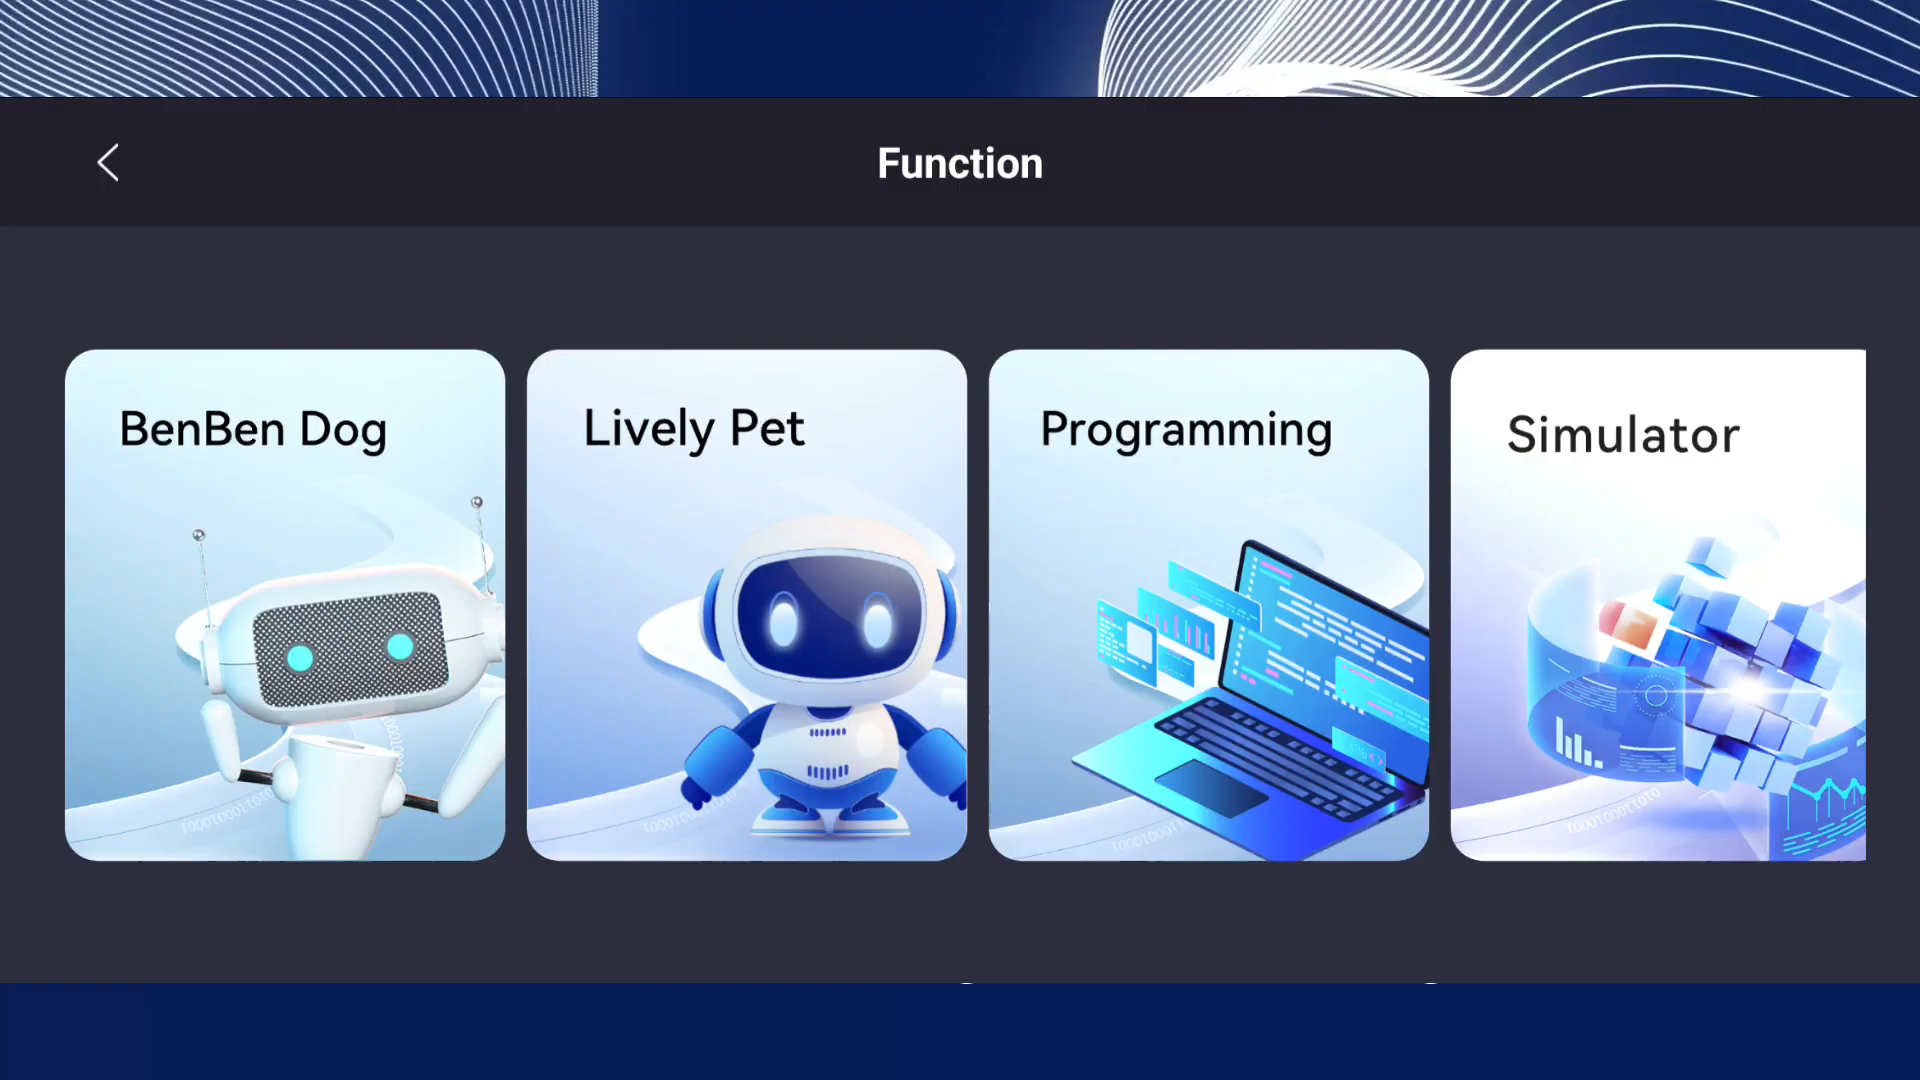 Function
BenBen Dog
Lively Pet
Programming
Simulator